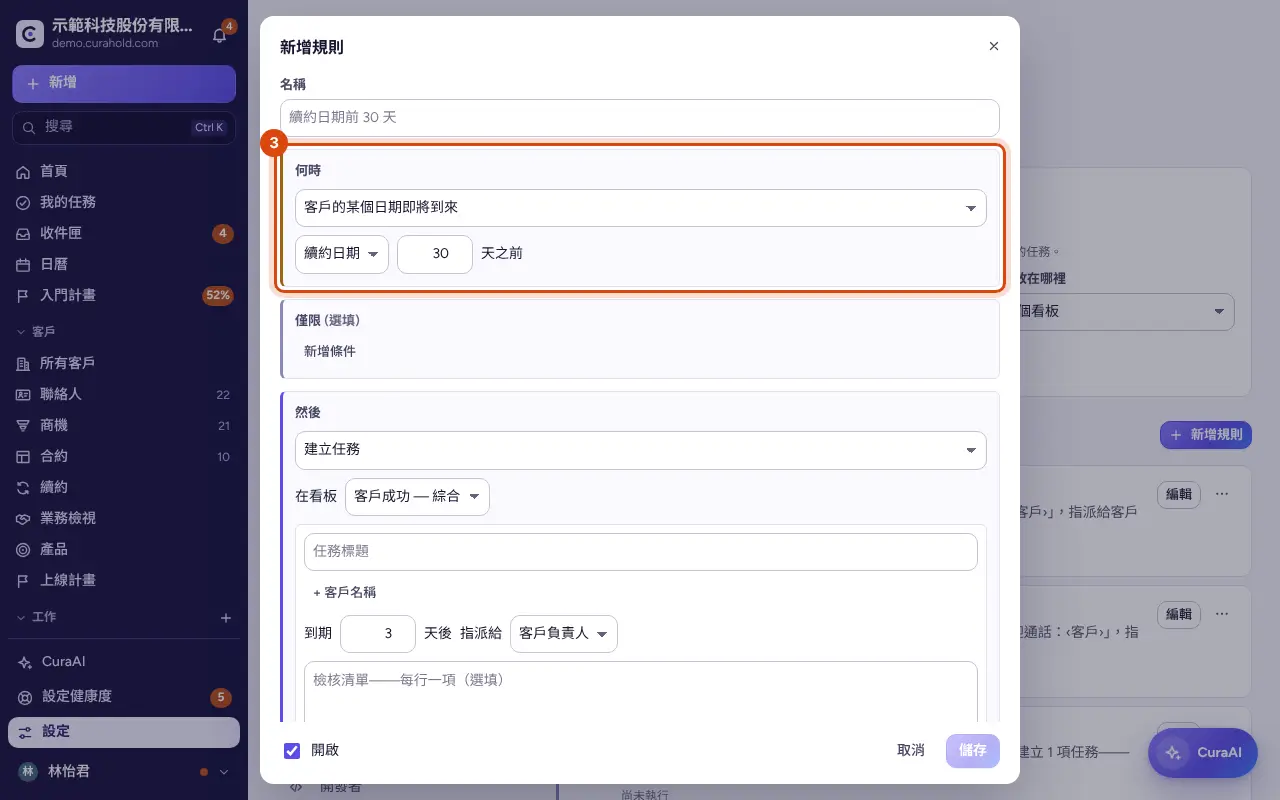 示範科技股份有限...
demo.curahold.com
4
新增
搜尋
Ctrl K
首頁
我的任務
收件匣
4
日曆
入門計畫
52%
客戶
所有客戶
聯絡人
22
商機
21
合約
10
續約
業務檢視
產品
上線計畫
工作
CuraAI
設定健康度
5
設定
林
林怡君
新增規則
名稱
續約日期前 30 天
3
何時
客戶的某個日期即將到來
續約日期
30
天之前
僅限 (選填)
新增條件
然後
建立任務
在看板
客戶成功 — 綜合
任務標題
+ 客戶名稱
到期
3
天後
指派給
客戶負責人
檢核清單——每行一項（選填）
開啟
取消
儲存
的任務。
放在哪裡
個看板
新增規則
編輯
客戶›」，指派給客戶
編輯
通話：‹客戶›」，指
建立 1 項任務——
CuraAI
開發者
尚未執行